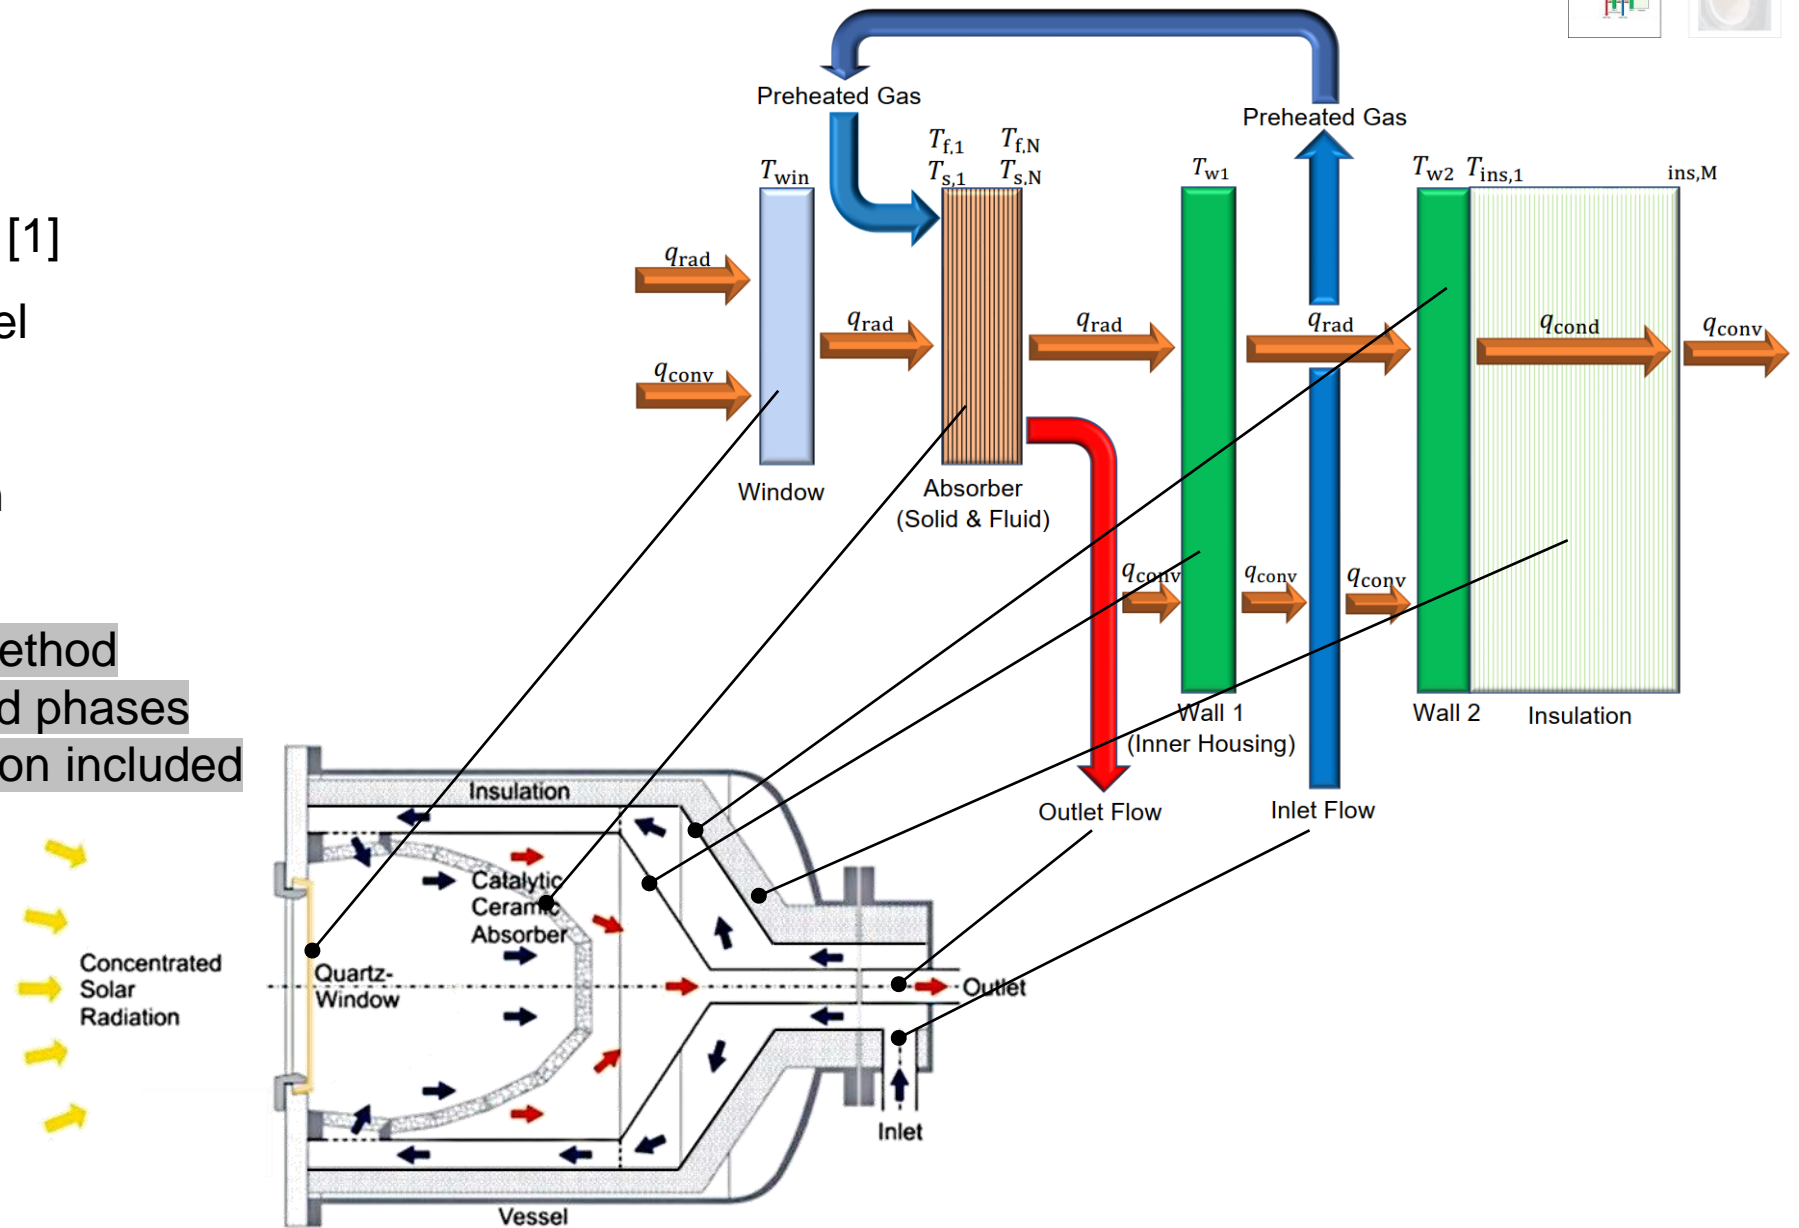 [1]
el
n
ethod
d phases
on included
Preheated Gas
Preheated Gas
T_f,1 T_f,N
T_s,1 T_s,N
T_win
T_w1
T_w2 T_ins,1 ins,M
q_rad
q_rad
q_rad
q_rad
q_cond
q_conv
q_conv
Window
Absorber
(Solid & Fluid)
q_conv
q_conv
q_conv
Wall 1
(Inner Housing)
Wall 2
Insulation
Outlet Flow
Inlet Flow
Insulation
Catalytic
Ceramic
Absorber
Concentrated
Solar
Radiation
Quartz-
Window
Outlet
Inlet
Vessel